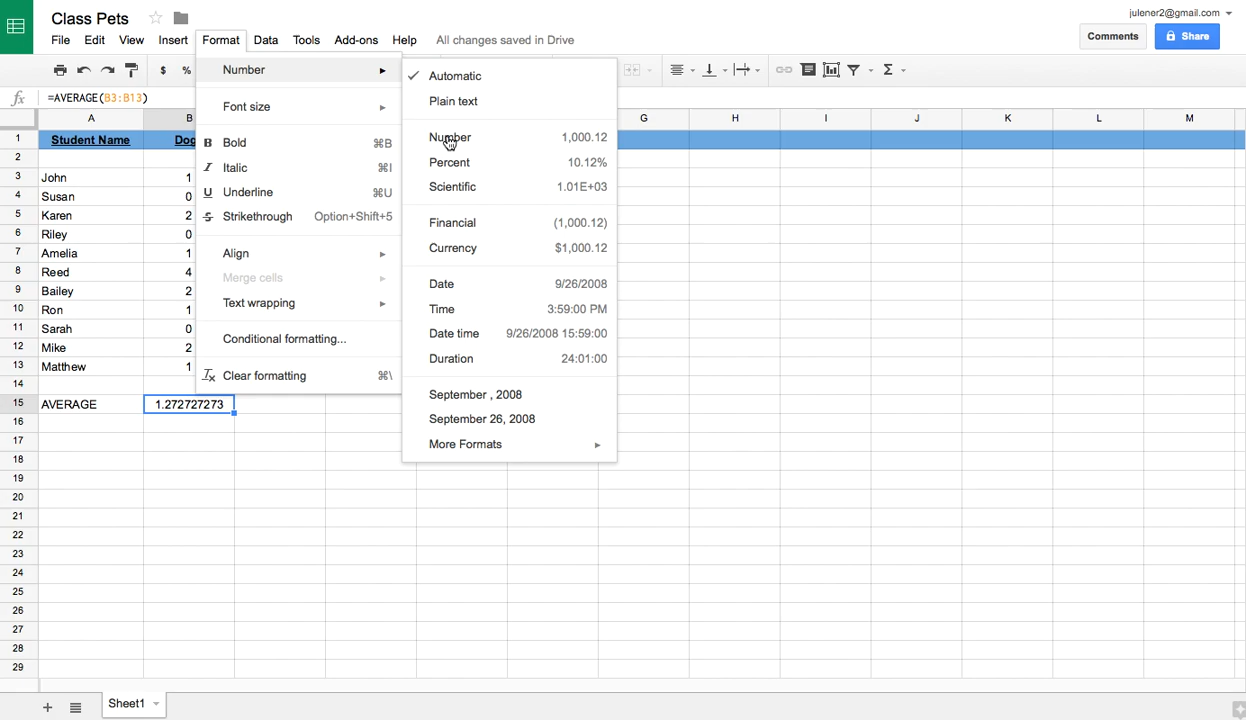 Class Pets
julener2@gmail.com
File Edit View Insert Format Data Tools Add-ons Help All changes saved in Drive
Comments Share
$ % Σ
fx =AVERAGE(B3:B13)
A B G H I J K L M
1 Student Name Dog
2
3 John 1
4 Susan 0
5 Karen 2
6 Riley 0
7 Amelia 1
8 Reed 4
9 Bailey 2
10 Ron 1
11 Sarah 0
12 Mike 2
13 Matthew 1
14
15 AVERAGE 1.272727273
16
17
18
19
20
21
22
23
24
25
26
27
28
29
Number
Font size
B Bold ⌘B
I Italic ⌘I
U Underline ⌘U
S Strikethrough Option+Shift+5
Align
Merge cells
Text wrapping
Conditional formatting...
Clear formatting ⌘\
Automatic
Plain text
Number 1,000.12
Percent 10.12%
Scientific 1.01E+03
Financial (1,000.12)
Currency $1,000.12
Date 9/26/2008
Time 3:59:00 PM
Date time 9/26/2008 15:59:00
Duration 24:01:00
September , 2008
September 26, 2008
More Formats
Sheet1